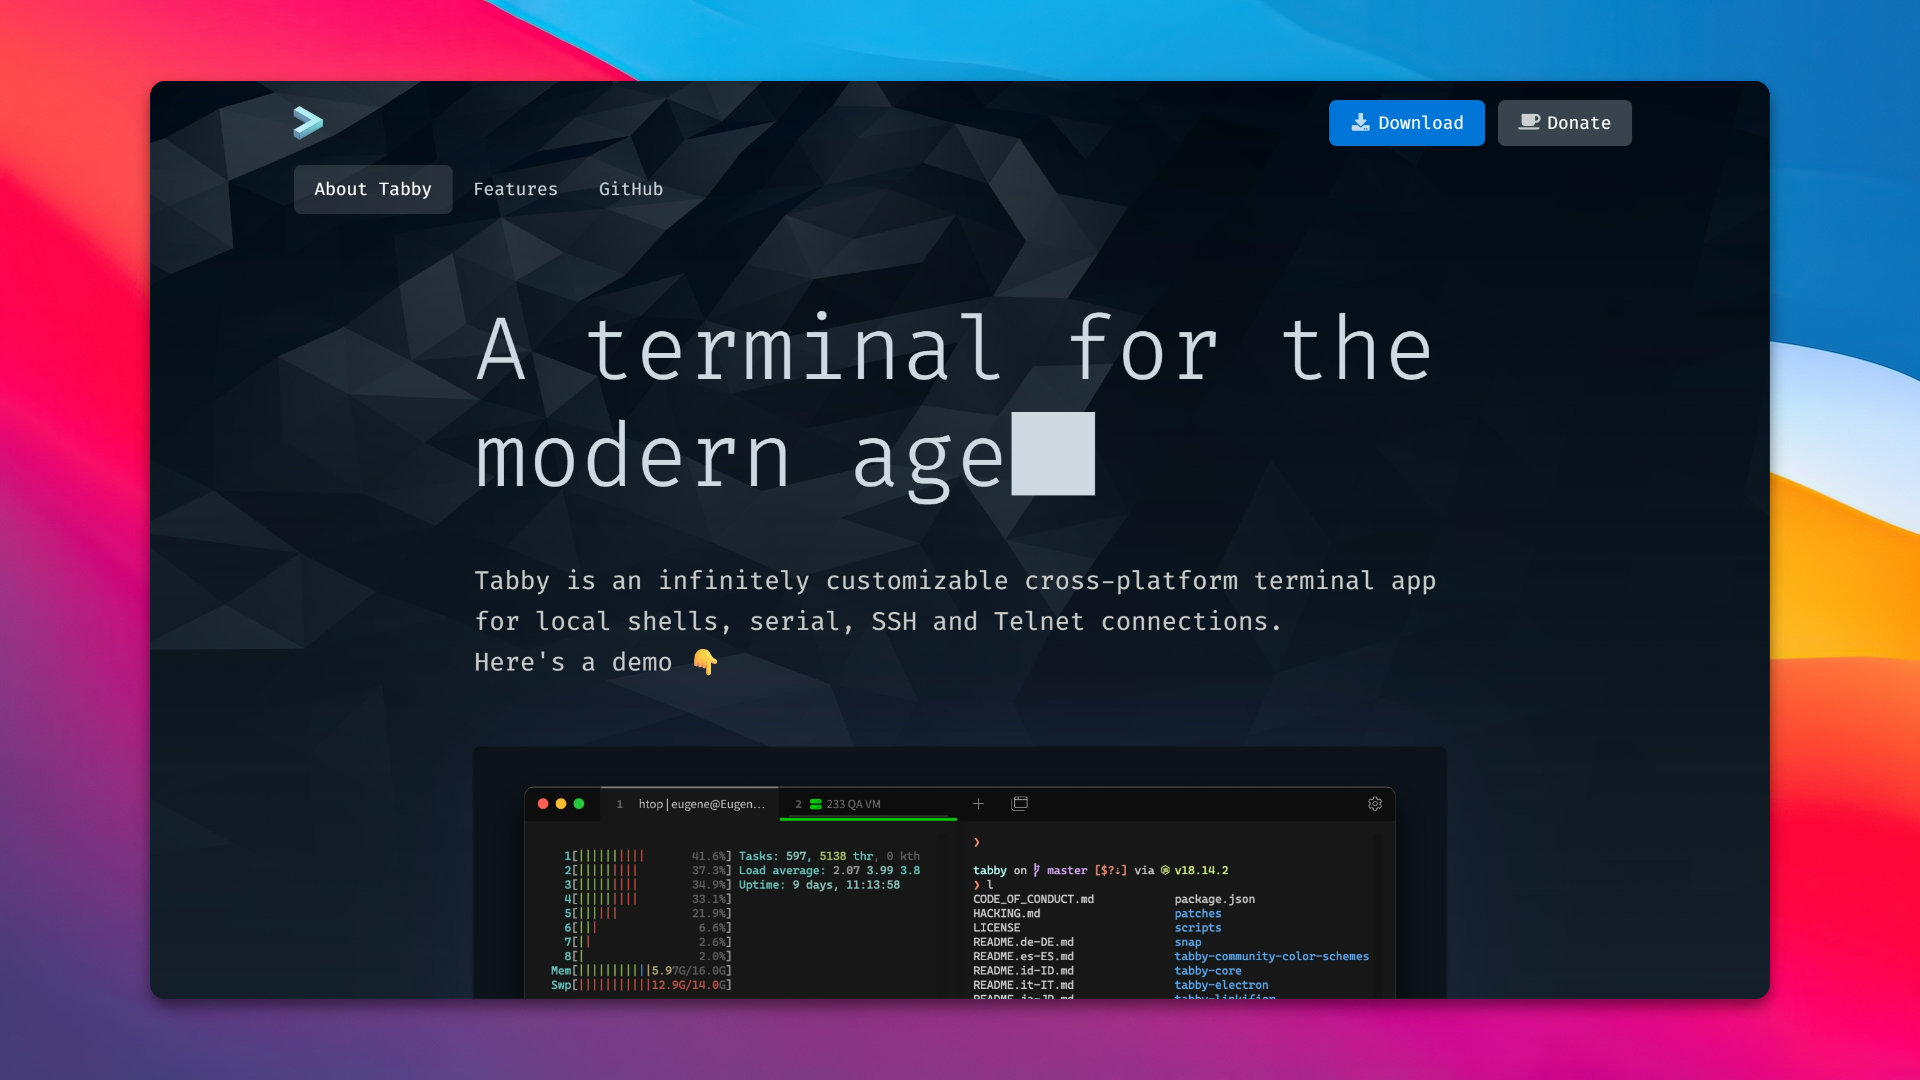 Download
Donate
About Tabby
Features
GitHub
A terminal for the
modern age
Tabby is an infinitely customizable cross-platform terminal app
for local shells, serial, SSH and Telnet connections.
Here's a demo 👇
1 htop | eugene@Eugen…
2 233 QA VM
1[|||||||||| 41.6%] Tasks: 597, 5138 thr, 0 kth
2[||||||||| 37.3%] Load average: 2.07 3.99 3.8
3[||||||||| 34.9%] Uptime: 9 days, 11:13:58
4[||||||||| 33.1%]
5[|||||| 21.9%]
6[||| 6.6%]
7[|| 2.6%]
8[| 2.0%]
Mem[|||||||||||5.97G/16.0G]
Swp[|||||||||||12.9G/14.0G]
❯
tabby on master [$?⇣] via v18.14.2
❯ l
CODE_OF_CONDUCT.md package.json
HACKING.md patches
LICENSE scripts
README.de-DE.md snap
README.es-ES.md tabby-community-color-schemes
README.id-ID.md tabby-core
README.it-IT.md tabby-electron
README.ja-JP.md tabby-linkifier